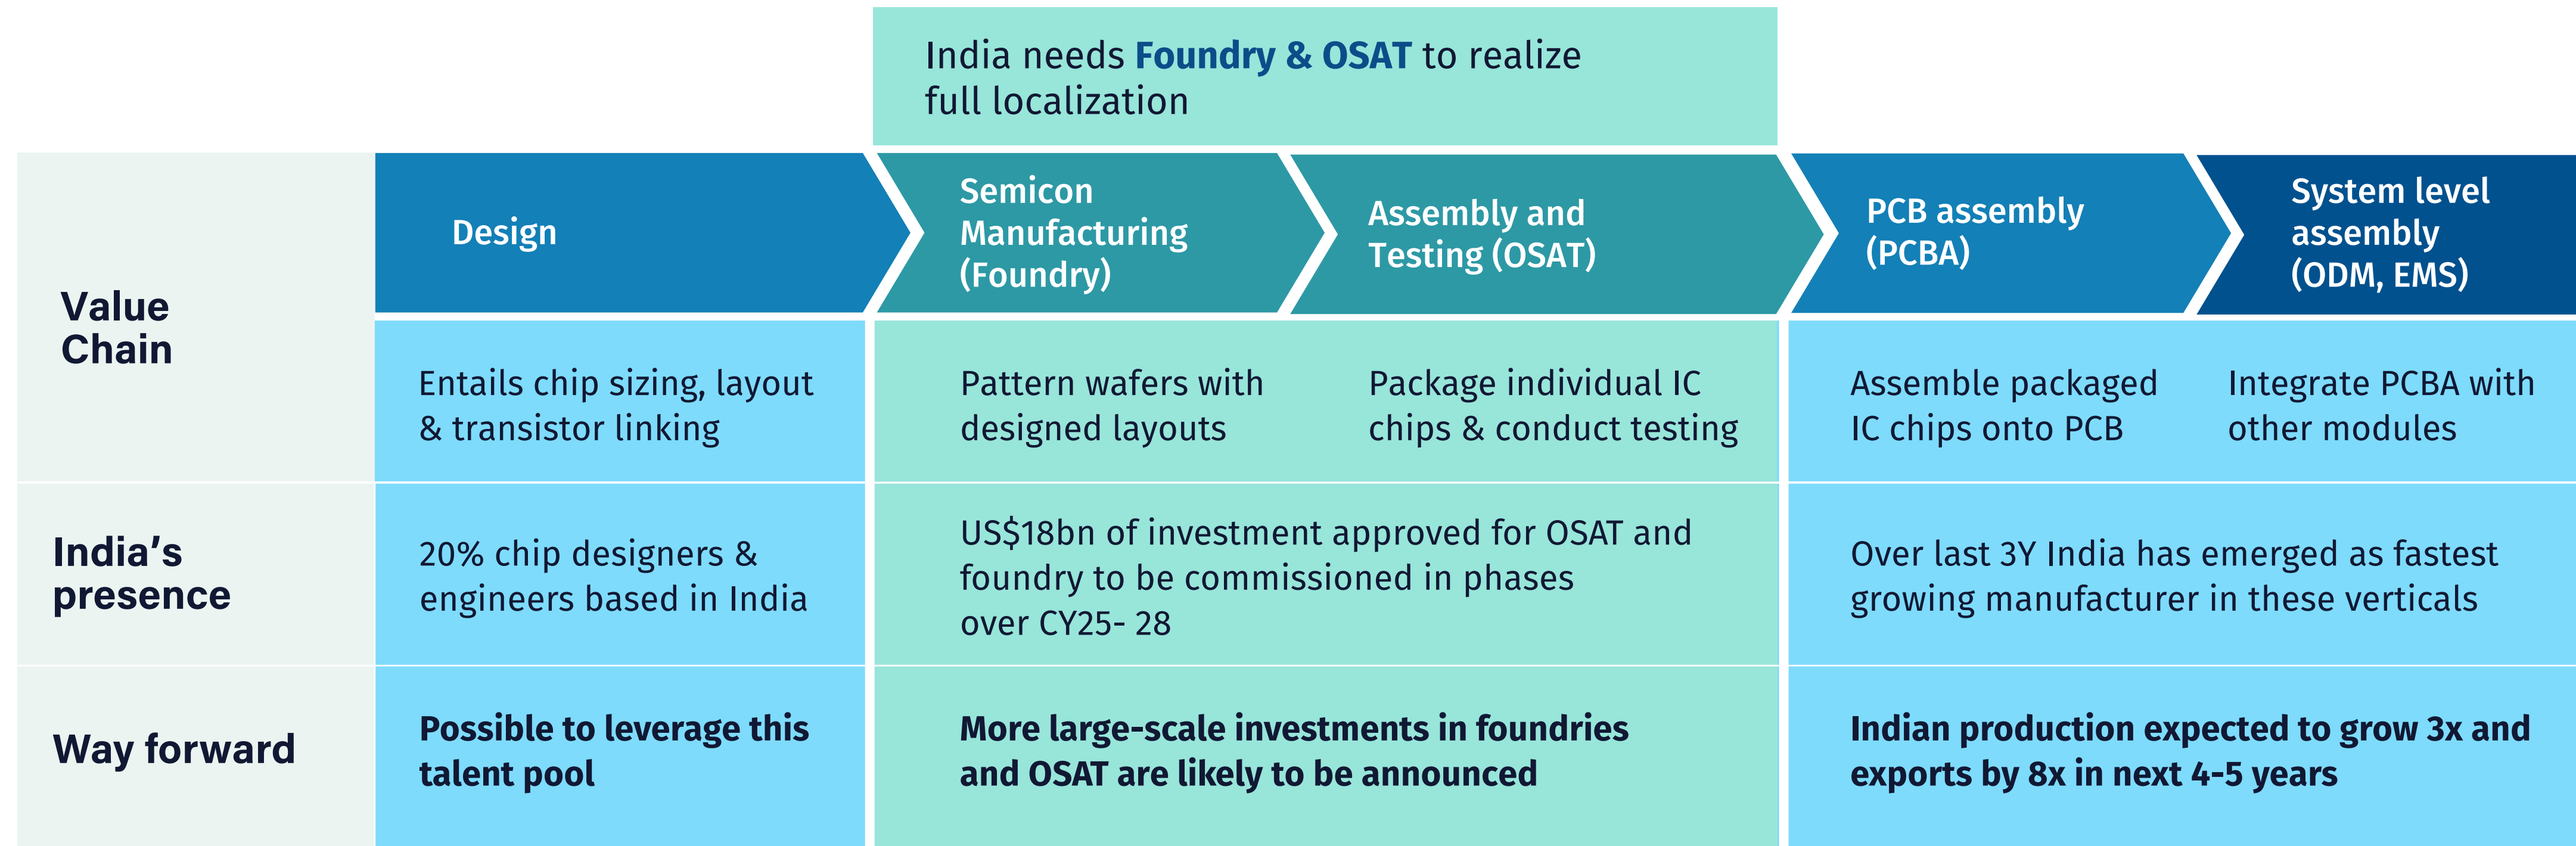 India needs Foundry & OSAT to realize
full localization
Value
Chain
Design
Semicon
Manufacturing
(Foundry)
Assembly and
Testing (OSAT)
PCB assembly
(PCBA)
System level
assembly
(ODM, EMS)
Entails chip sizing, layout
& transistor linking
Pattern wafers with
designed layouts
Package individual IC
chips & conduct testing
Assemble packaged
IC chips onto PCB
Integrate PCBA with
other modules
India's
presence
20% chip designers &
engineers based in India
US$18bn of investment approved for OSAT and
foundry to be commissioned in phases
over CY25- 28
Over last 3Y India has emerged as fastest
growing manufacturer in these verticals
Way forward
Possible to leverage this
talent pool
More large-scale investments in foundries
and OSAT are likely to be announced
Indian production expected to grow 3x and
exports by 8x in next 4-5 years